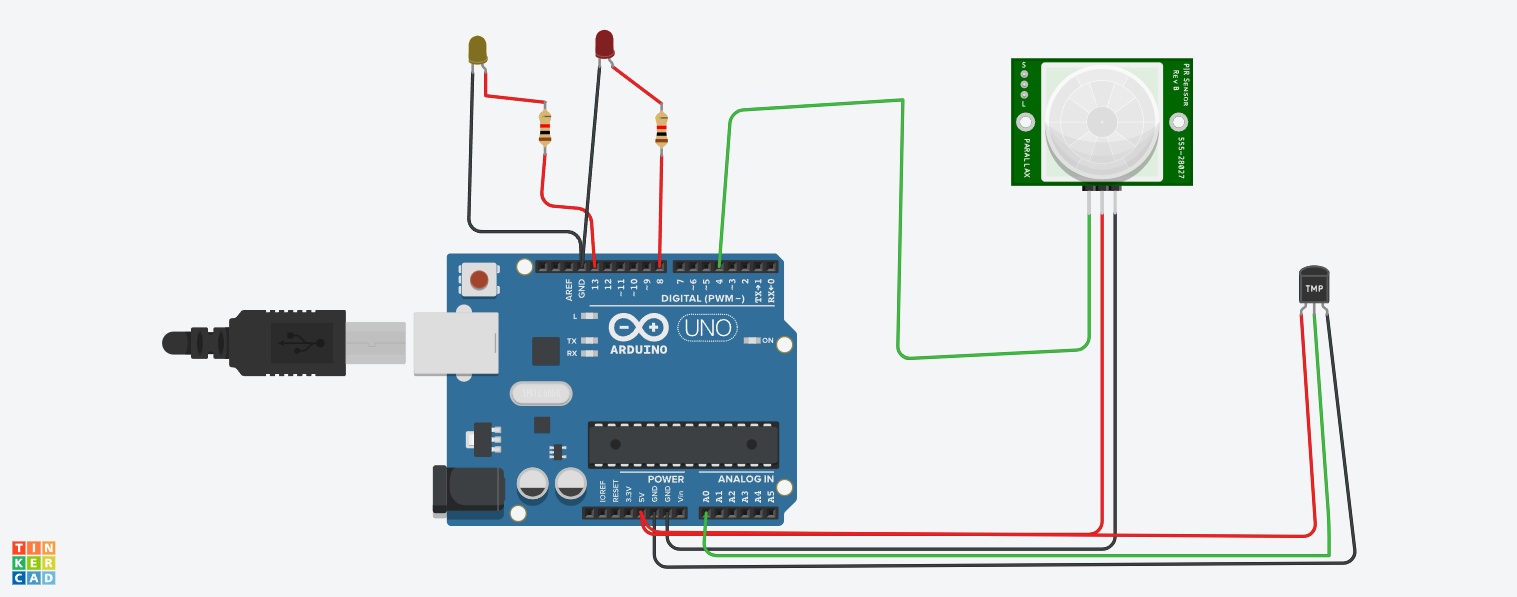 S
L
PARALLAX
PIR SENSOR
REV B
555-28027
TMP
AREF
GND
13
12
~11
~10
~9
8
7
6
~5
4
~3
2
TX→1
RX←0
DIGITAL (PWM~)
L
TX
RX
ARDUINO
UNO
ON
POWER
ANALOG IN
IOREF
RESET
3.3V
5V
GND
GND
Vin
A0
A1
A2
A3
A4
A5
TIN
KER
CAD